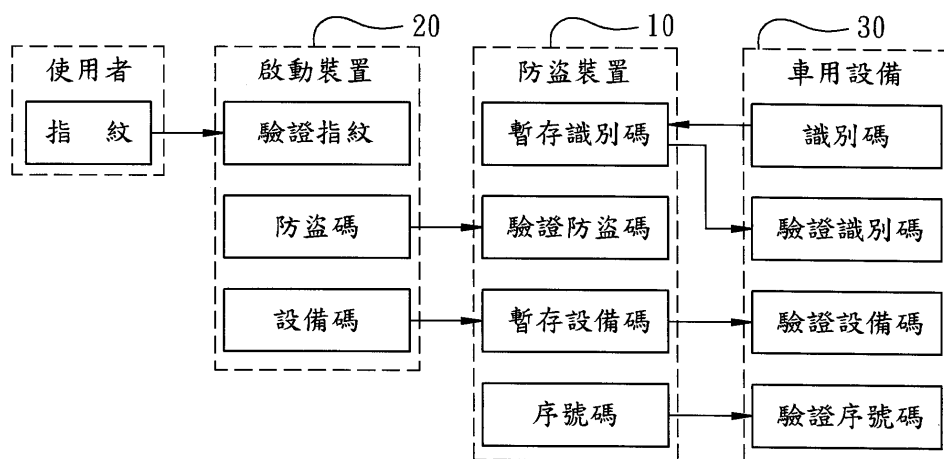 20
10
30
使用者
啟動裝置
防盜裝置
車用設備
指 紋
驗證指紋
暫存識別碼
識別碼
防盜碼
驗證防盜碼
驗證識別碼
設備碼
暫存設備碼
驗證設備碼
序號碼
驗證序號碼